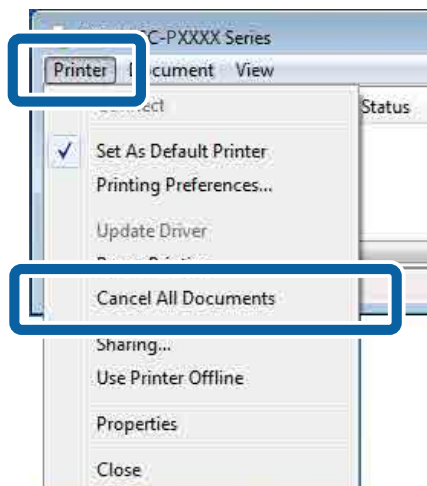 C-PXXXX Series
Printer Document View
Connect
Status
Set As Default Printer
Printing Preferences...
Update Driver
Cancel All Documents
Sharing...
Use Printer Offline
Properties
Close